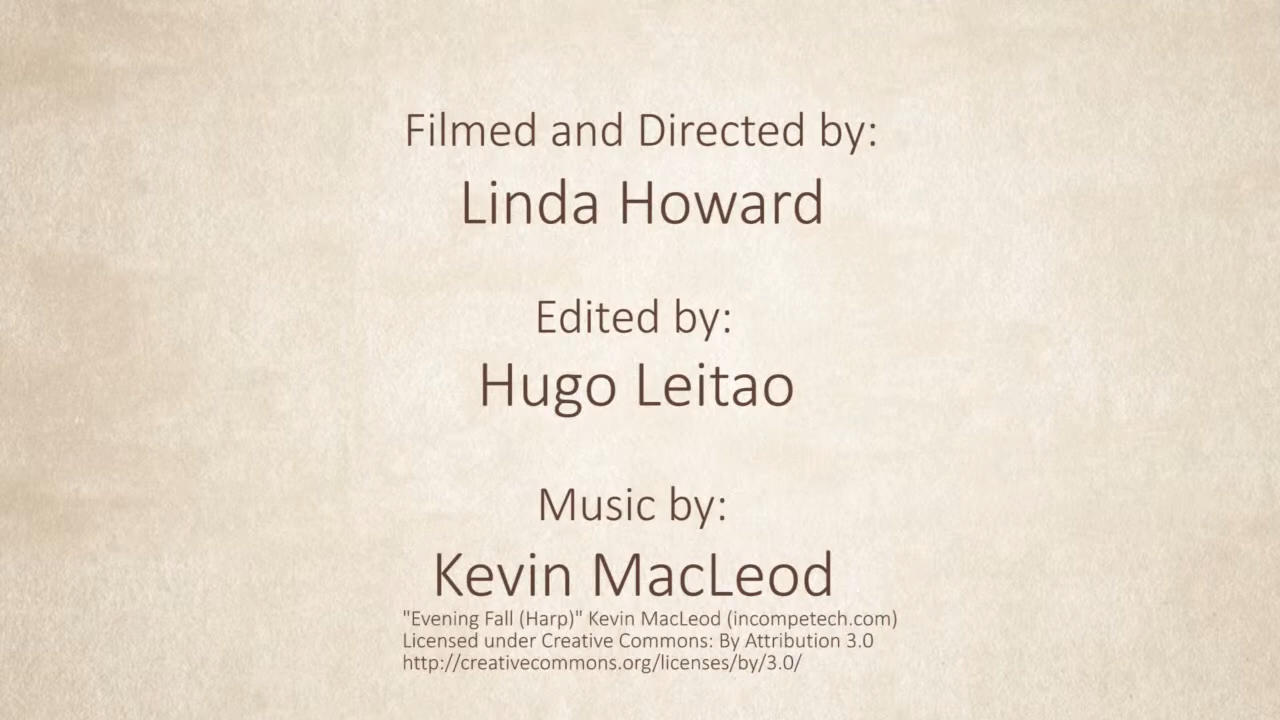 Filmed and Directed by:
Linda Howard
Edited by:
Hugo Leitao
Music by:
Kevin MacLeod
"Evening Fall (Harp)" Kevin MacLeod (incompetech.com)
Licensed under Creative Commons: By Attribution 3.0
http://creativecommons.org/licenses/by/3.0/